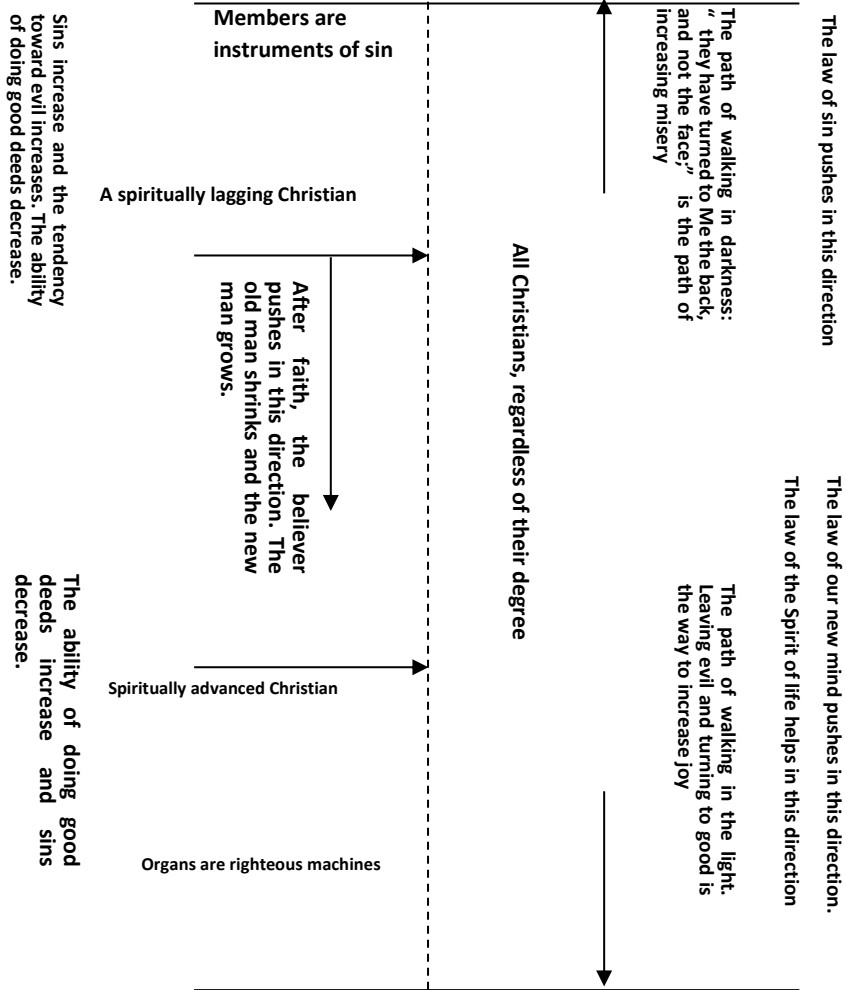 Members are
instruments of sin
A spiritually lagging Christian
Spiritually advanced Christian
Organs are righteous machines
The law of sin pushes in this direction
The path of walking in darkness:
“ they have turned to Me the back,
and not the face;” is the path of
increasing misery
The law of our new mind pushes in this direction.
The law of the Spirit of life helps in this direction
The path of walking in the light.
Leaving evil and turning to good is
the way to increase joy
All Christians, regardless of their degree
After faith, the believer
pushes in this direction. The
old man shrinks and the new
man grows.
Sins increase and the tendency
toward evil increases. The ability
of doing good deeds decrease.
The ability of doing good
deeds increase and sins
decrease.